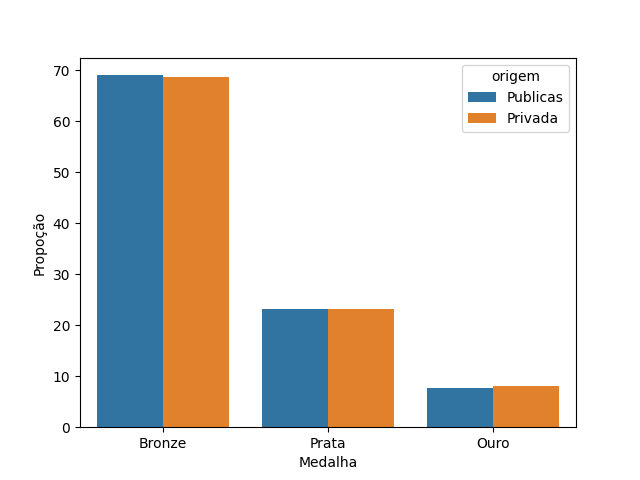 origem
Publicas
Privada
Propoção
70
60
50
40
30
20
10
0
Bronze
Prata
Ouro
Medalha